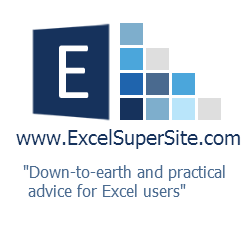 E
www.ExcelSuperSite.com
"Down-to-earth and practical
advice for Excel users"